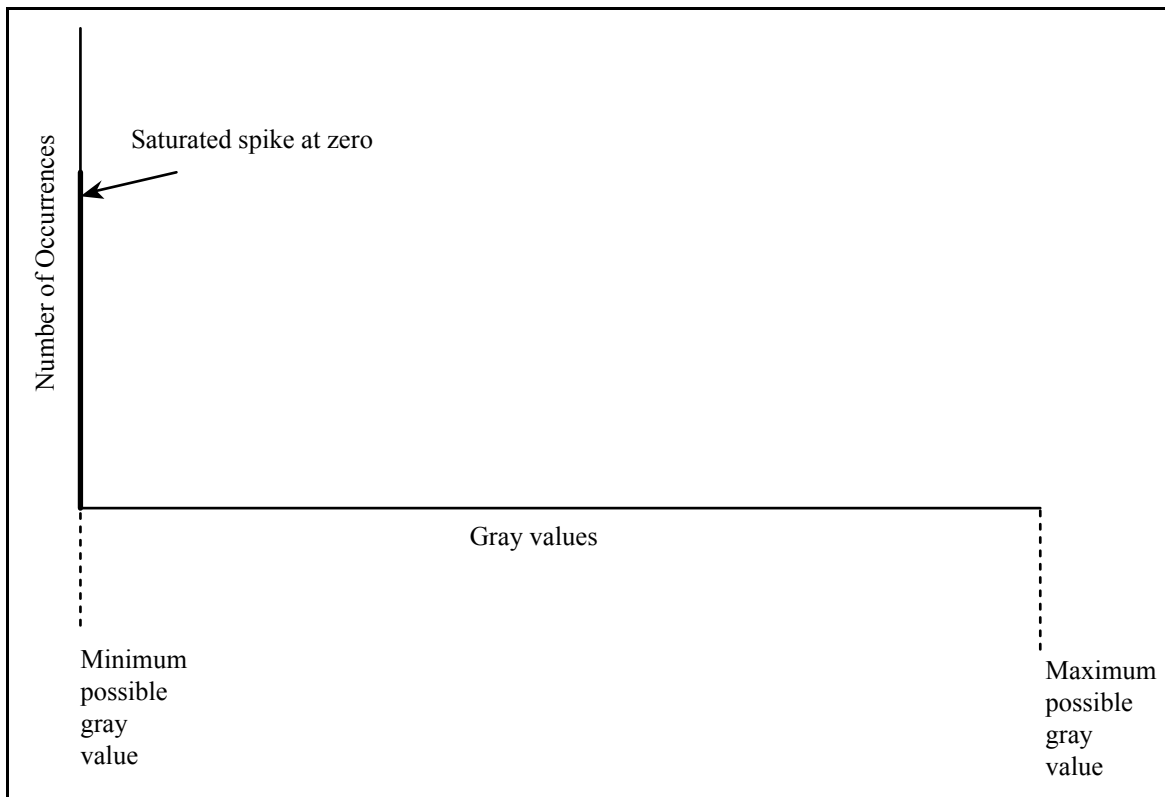 Saturated spike at zero
Number of Occurrences
Gray values
Minimum
possible
gray
value
Maximum
possible
gray
value